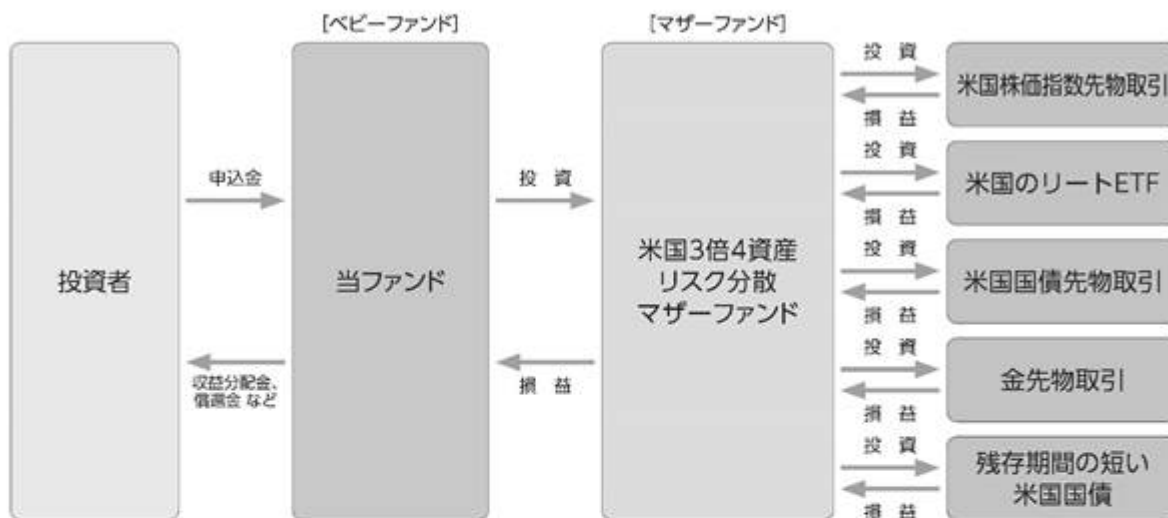 [ベビーファンド]
[マザーファンド]
投資者
申込金
収益分配金、
償還金 など
当ファンド
投 資
損 益
米国3倍4資産
リスク分散
マザーファンド
投 資
損 益
米国株価指数先物取引
投 資
損 益
米国のリートETF
投 資
損 益
米国国債先物取引
投 資
損 益
金先物取引
投 資
損 益
残存期間の短い
米国国債